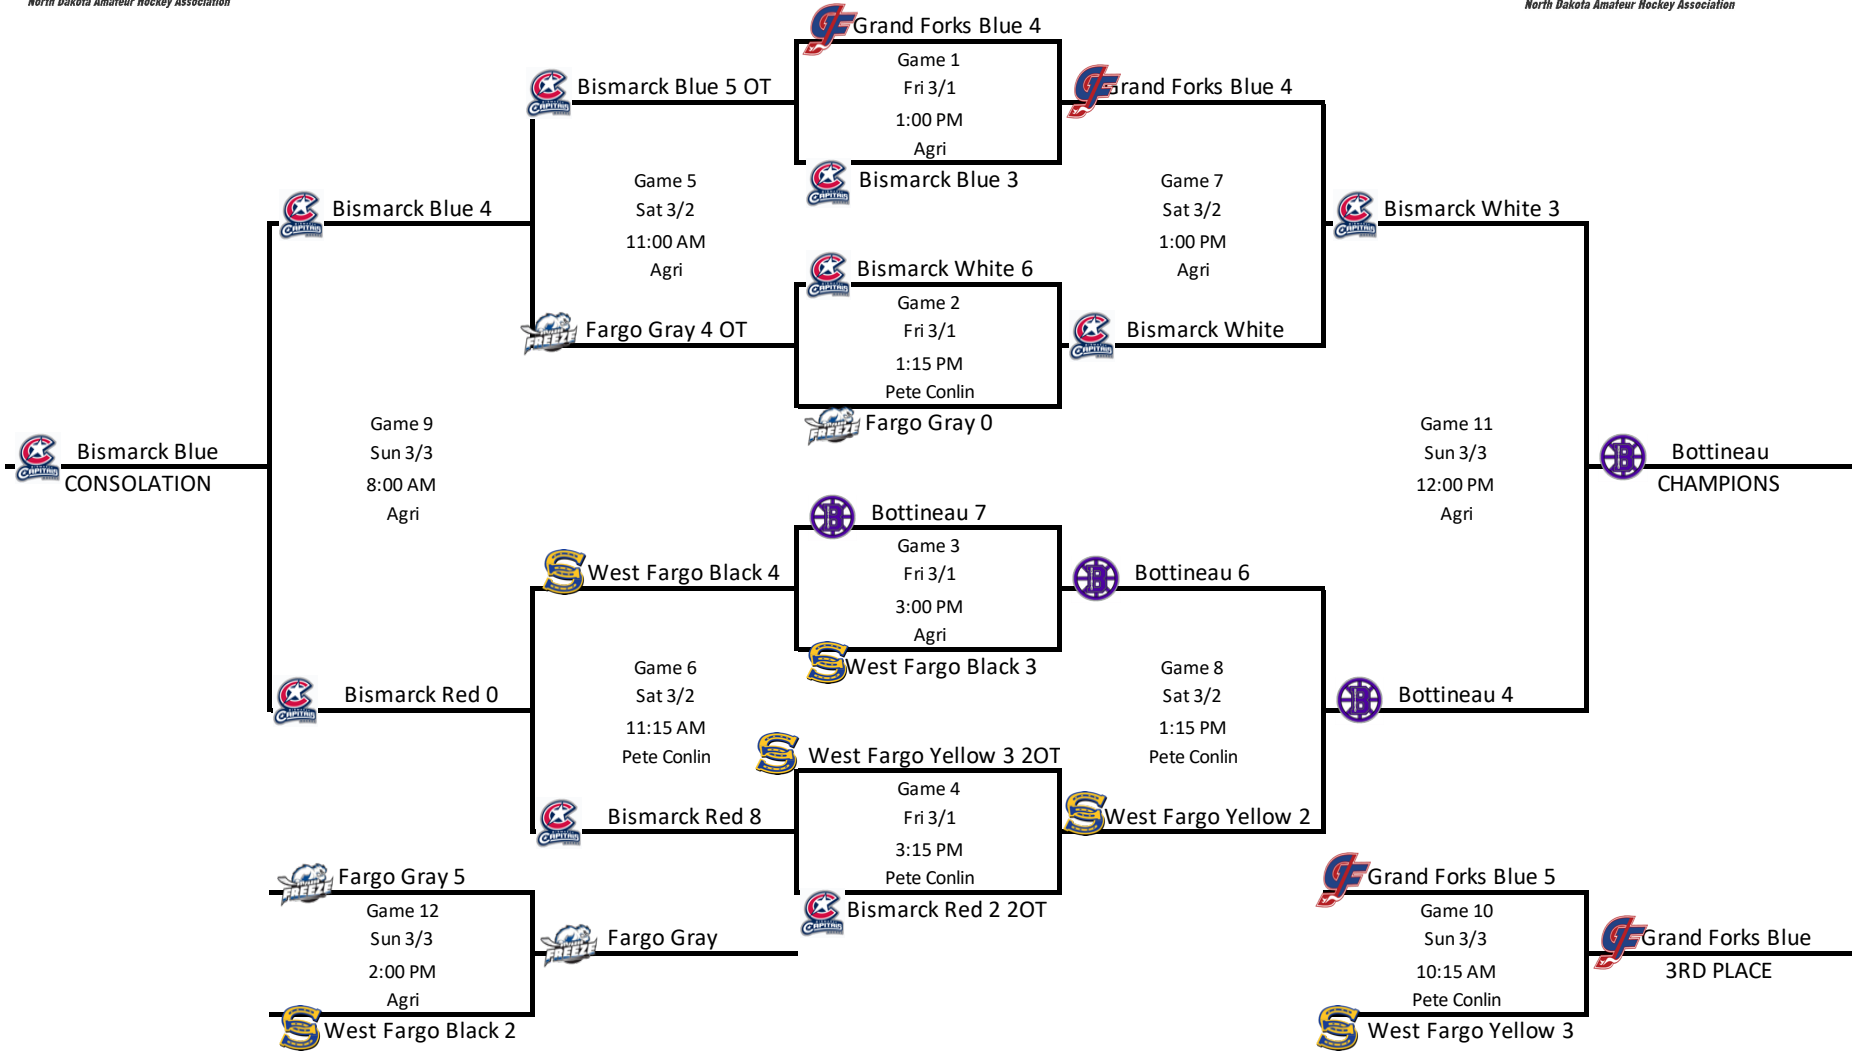 North Dakota Amateur Hockey Association
North Dakota Amateur Hockey Association
Grand Forks Blue 4
Game 1
Fri 3/1
1:00 PM
Agri
Bismarck Blue 3
Bismarck Blue 5 OT
Grand Forks Blue 4
Game 5
Sat 3/2
11:00 AM
Agri
Game 7
Sat 3/2
1:00 PM
Agri
Bismarck Blue 4
Bismarck White 3
Bismarck White 6
Game 2
Fri 3/1
1:15 PM
Pete Conlin
Fargo Gray 0
Fargo Gray 4 OT
Bismarck White
Game 9
Sun 3/3
8:00 AM
Agri
Game 11
Sun 3/3
12:00 PM
Agri
Bismarck Blue
CONSOLATION
Bottineau
CHAMPIONS
Bottineau 7
Game 3
Fri 3/1
3:00 PM
Agri
West Fargo Black 3
West Fargo Black 4
Bottineau 6
Game 6
Sat 3/2
11:15 AM
Pete Conlin
Game 8
Sat 3/2
1:15 PM
Pete Conlin
Bismarck Red 0
Bottineau 4
West Fargo Yellow 3 2OT
Game 4
Fri 3/1
3:15 PM
Pete Conlin
Bismarck Red 2 2OT
Bismarck Red 8
West Fargo Yellow 2
Fargo Gray 5
Game 12
Sun 3/3
2:00 PM
Agri
West Fargo Black 2
Fargo Gray
Grand Forks Blue 5
Game 10
Sun 3/3
10:15 AM
Pete Conlin
West Fargo Yellow 3
Grand Forks Blue
3RD PLACE